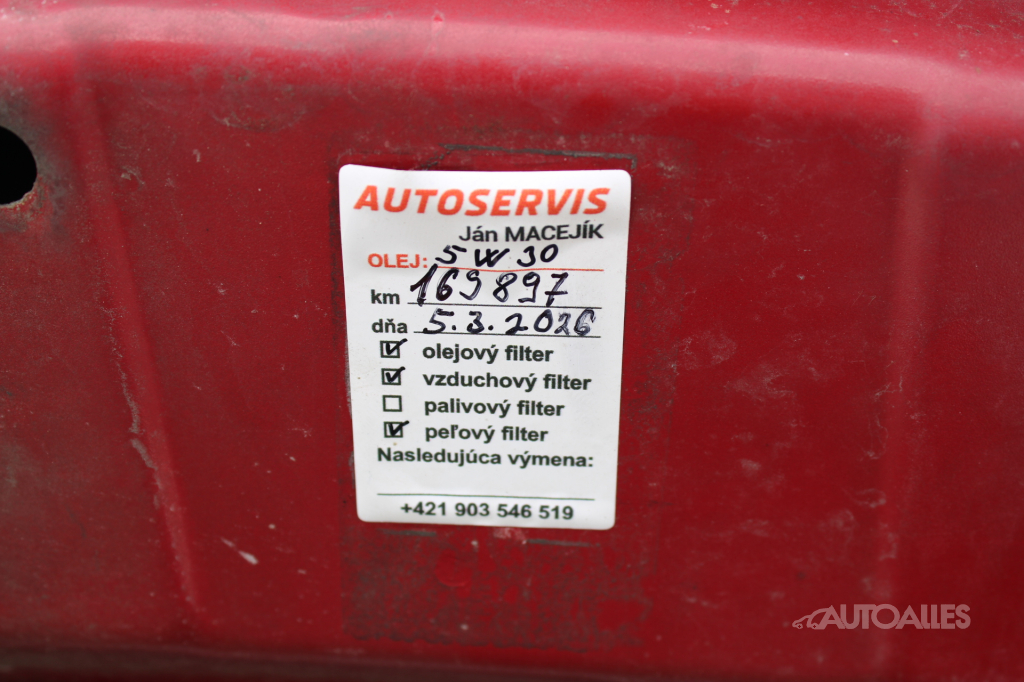 AUTOSERVIS
Ján MACEJÍK
OLEJ: 5W30
km 169897
dňa 5.3.2026
olejový filter
vzduchový filter
palivový filter
peľový filter
Nasledujúca výmena:
+421 903 546 519
AUTOALLES